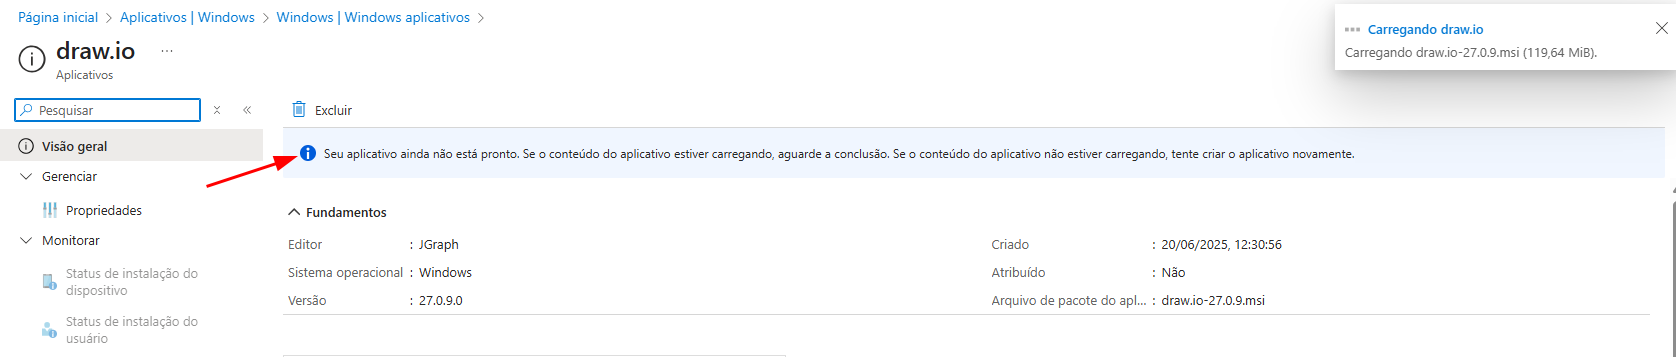 Página inicial > Aplicativos | Windows > Windows | Windows aplicativos >
draw.io ...
Aplicativos
Carregando draw.io
Carregando draw.io-27.0.9.msi (119,64 MiB).
Pesquisar
Excluir
Visão geral
Seu aplicativo ainda não está pronto. Se o conteúdo do aplicativo estiver carregando, aguarde a conclusão. Se o conteúdo do aplicativo não estiver carregando, tente criar o aplicativo novamente.
Gerenciar
Propriedades
Monitorar
Status de instalação do
dispositivo
Status de instalação do
usuário
Fundamentos
Editor : JGraph
Sistema operacional : Windows
Versão : 27.0.9.0
Criado : 20/06/2025, 12:30:56
Atribuído : Não
Arquivo de pacote do apl... : draw.io-27.0.9.msi